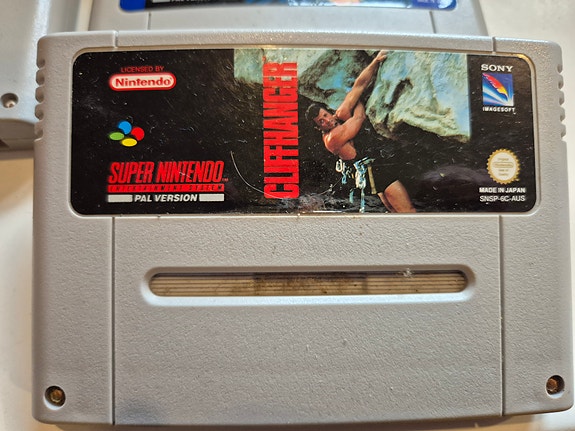 LICENSED BY
Nintendo
SUPER NINTENDO
ENTERTAINMENT SYSTEM
PAL VERSION
CLIFFHANGER
SONY
IMAGESOFT
MADE IN JAPAN
SNSP-6C-AUS